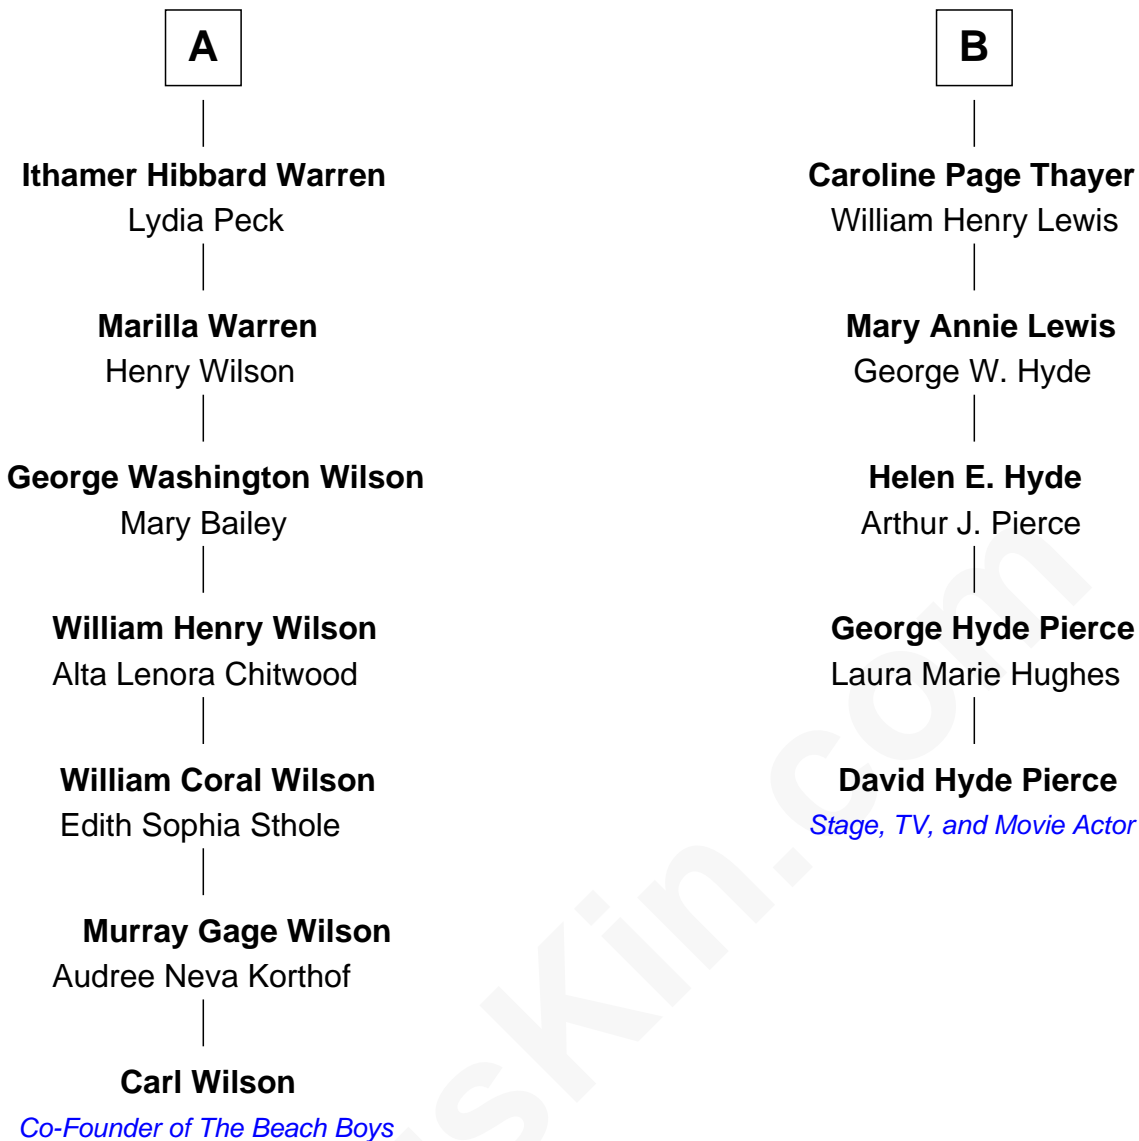 A
Ithamer Hibbard Warren
Lydia Peck
Marilla Warren
Henry Wilson
George Washington Wilson
Mary Bailey
William Henry Wilson
Alta Lenora Chitwood
William Coral Wilson
Edith Sophia Sthole
Murray Gage Wilson
Audree Neva Korthof
Carl Wilson
Co-Founder of The Beach Boys
B
Caroline Page Thayer
William Henry Lewis
Mary Annie Lewis
George W. Hyde
Helen E. Hyde
Arthur J. Pierce
George Hyde Pierce
Laura Marie Hughes
David Hyde Pierce
Stage, TV, and Movie Actor